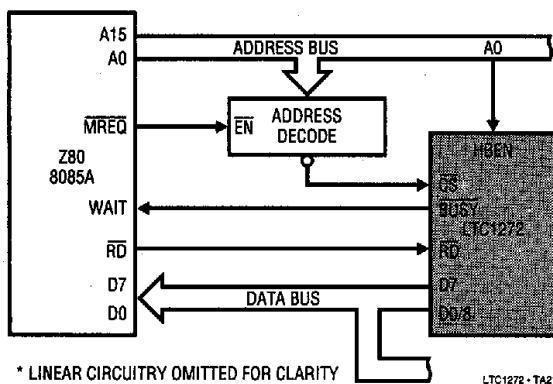 A15
ADDRESS BUS
A0
A0
MREQ
EN
ADDRESS
DECODE
HBEN
Z80
8085A
CS
WAIT
BUSY
LTC1272
RD
RD
D7
D7
DATA BUS
D0
D0/8
* LINEAR CIRCUITRY OMITTED FOR CLARITY
LTC1272 • TA2